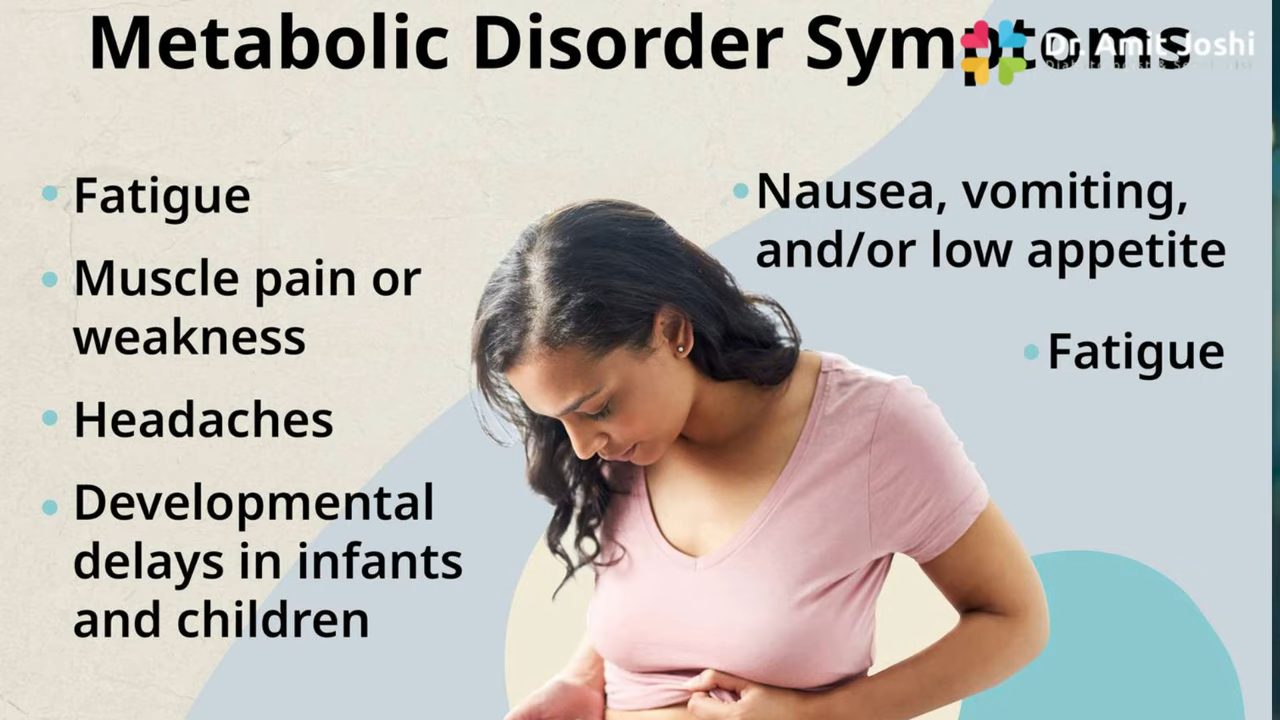 Metabolic Disorder Symptoms
Dr. Amit Joshi
Fatigue
Muscle pain or
weakness
Headaches
Developmental
delays in infants
and children
Nausea, vomiting,
and/or low appetite
Fatigue